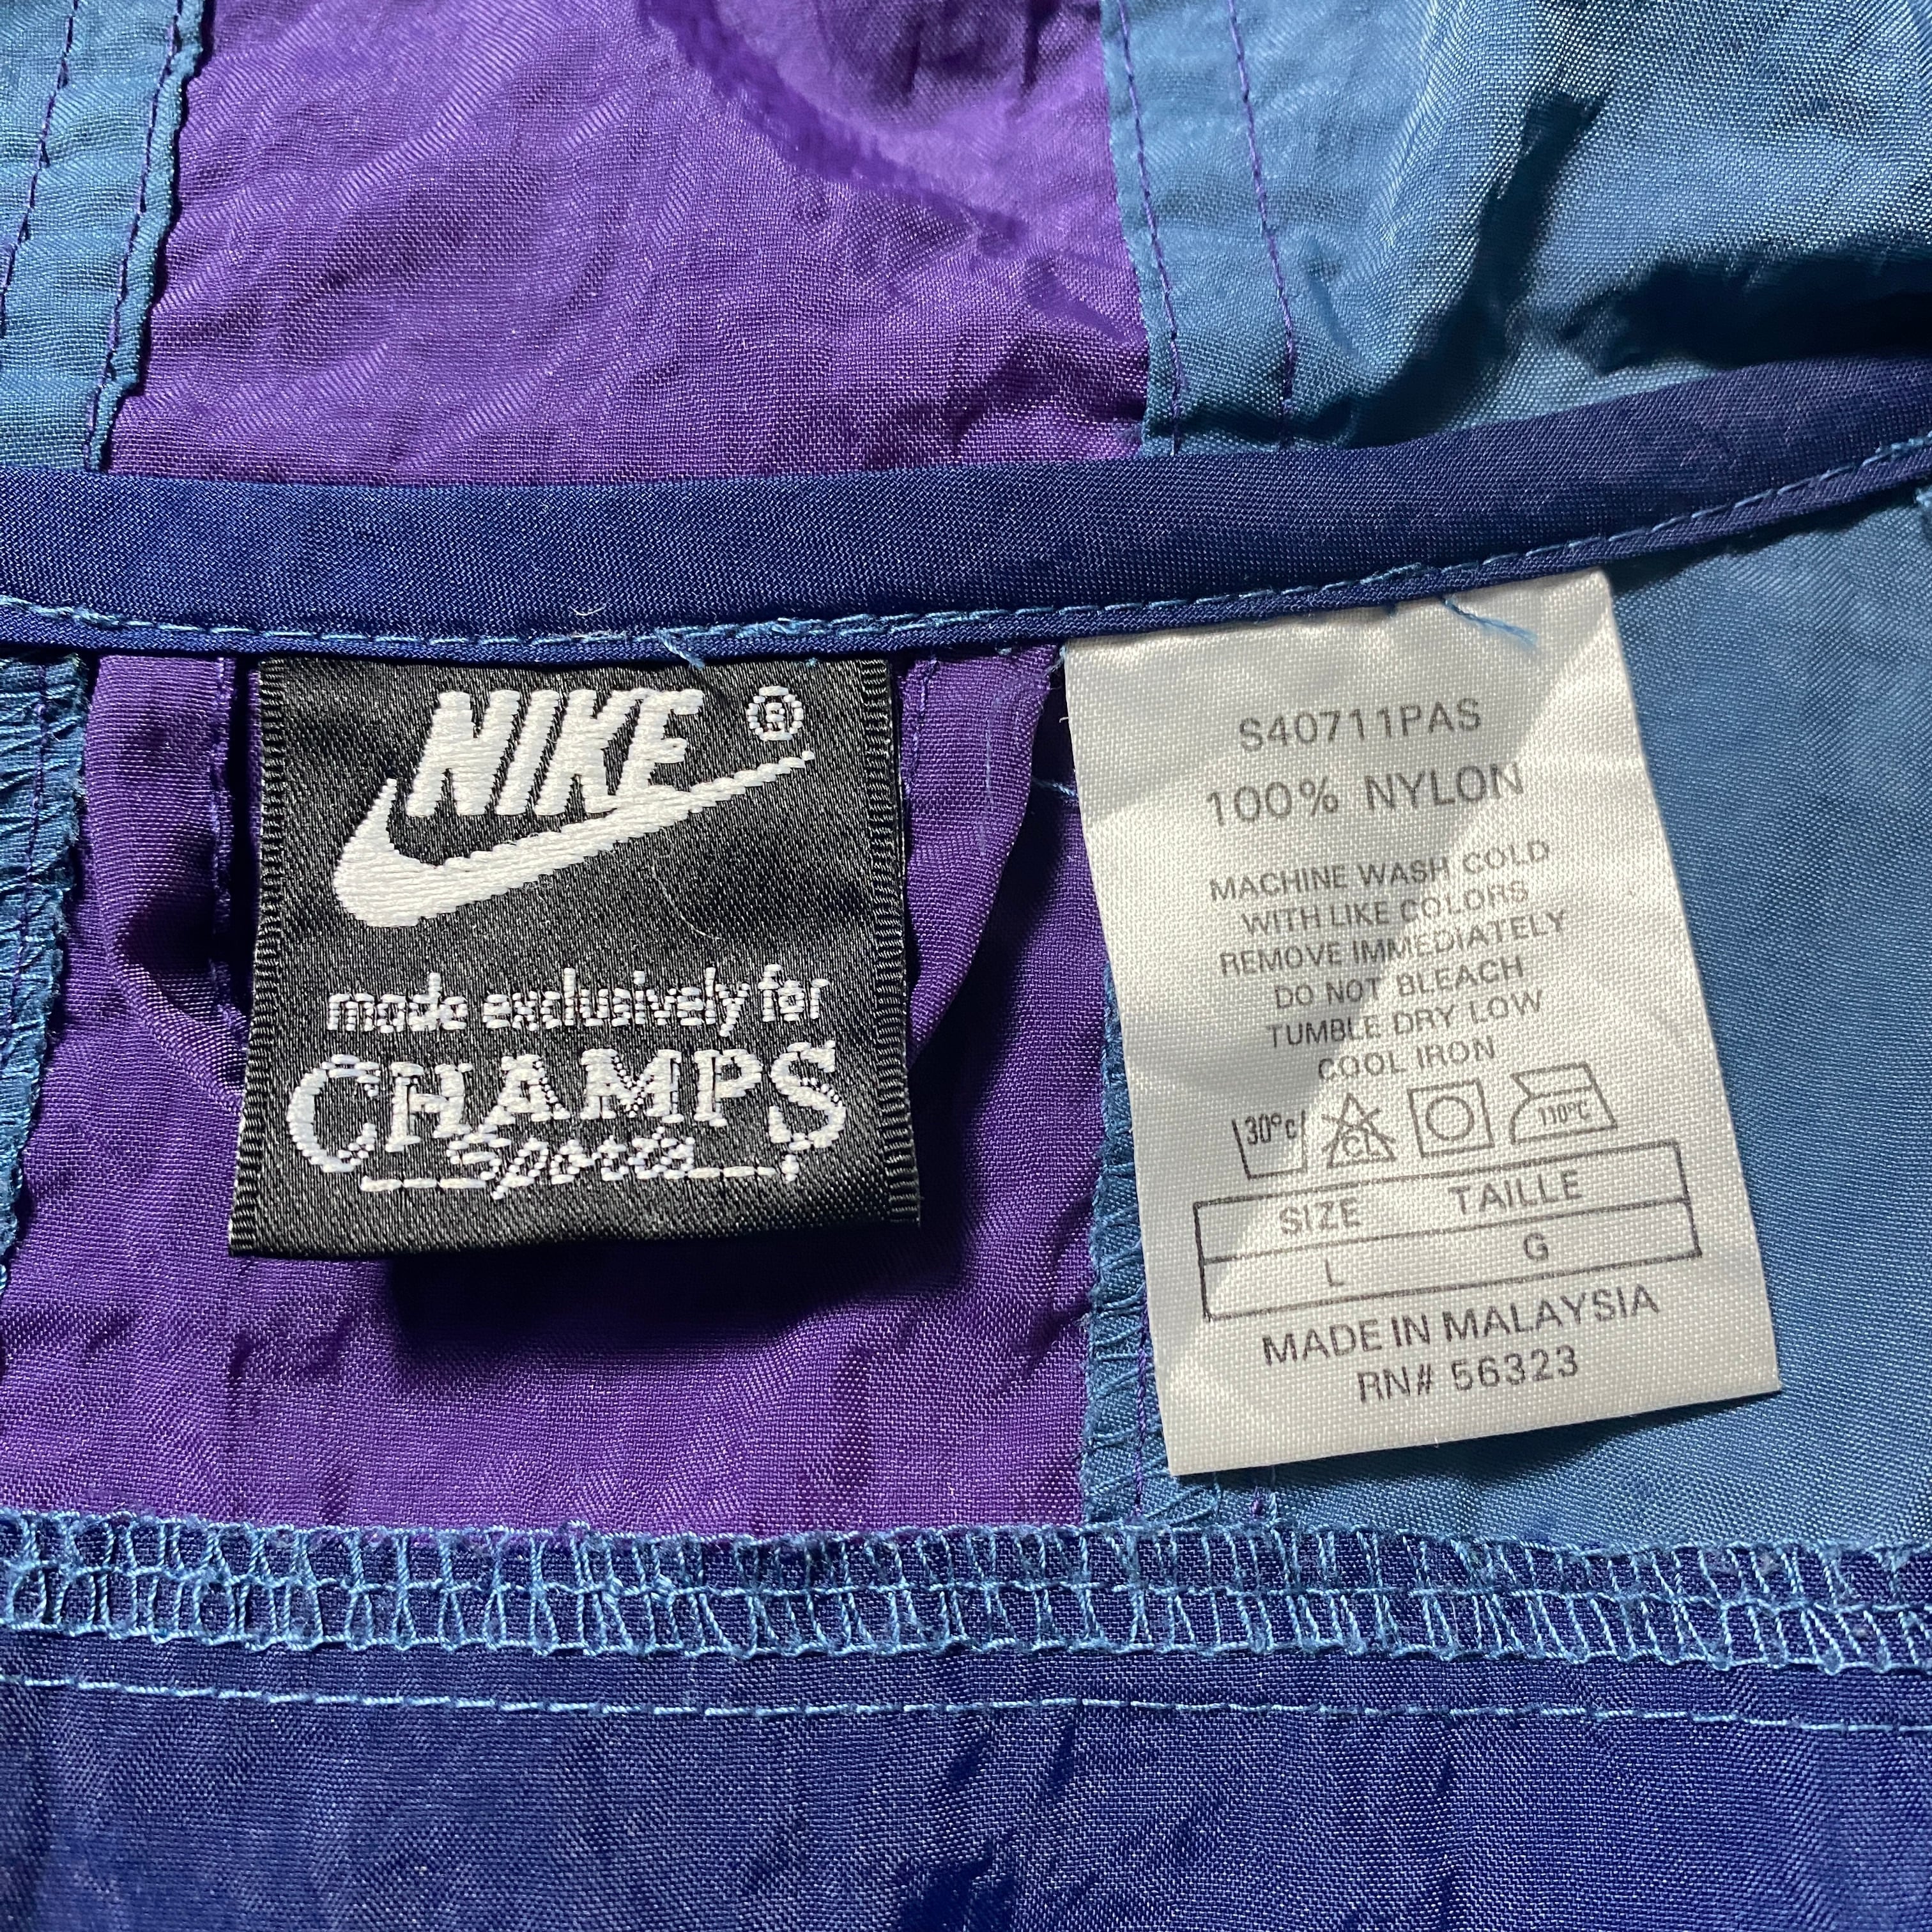 NIKE ®
made exclusively for
CHAMPS
Sports
S40711PAS
100% NYLON
MACHINE WASH COLD
WITH LIKE COLORS
REMOVE IMMEDIATELY
DO NOT BLEACH
TUMBLE DRY LOW
COOL IRON
30°c CL 110°C
SIZE TAILLE
L G
MADE IN MALAYSIA
RN# 56323